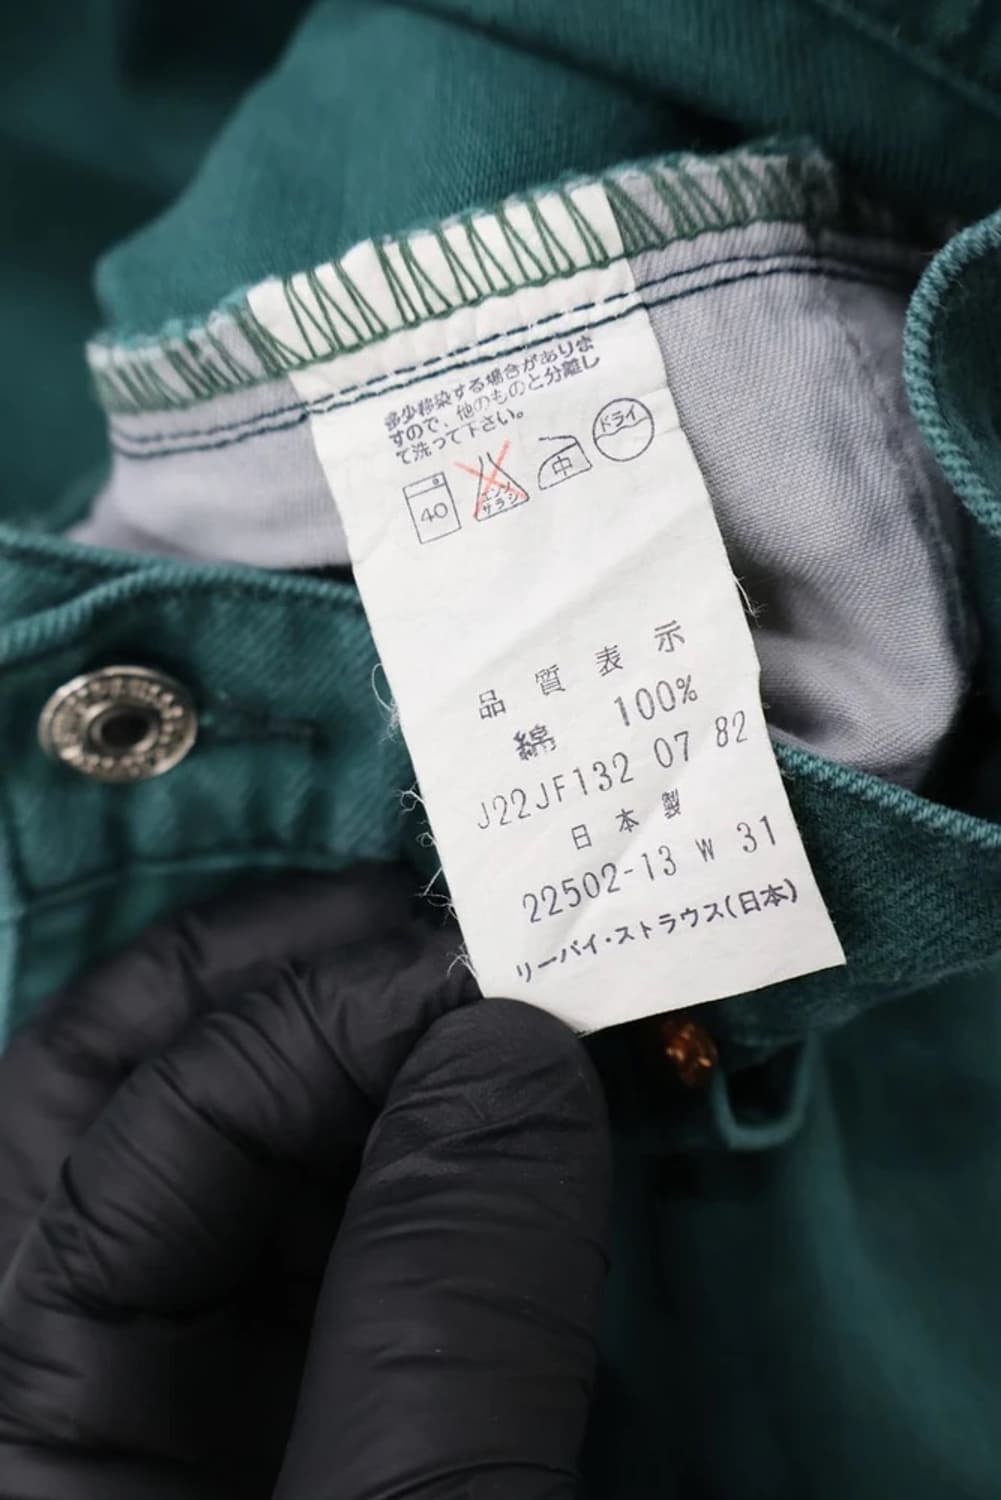 多少移染する場合がありま
すので、他のものと分離し
て洗って下さい。
40
エンソ
サラシ
中
ドライ
品質表示
綿 100%
J22JF132 07 82
日本製
22502-13 W 31
リーバイ・ストラウス(日本)